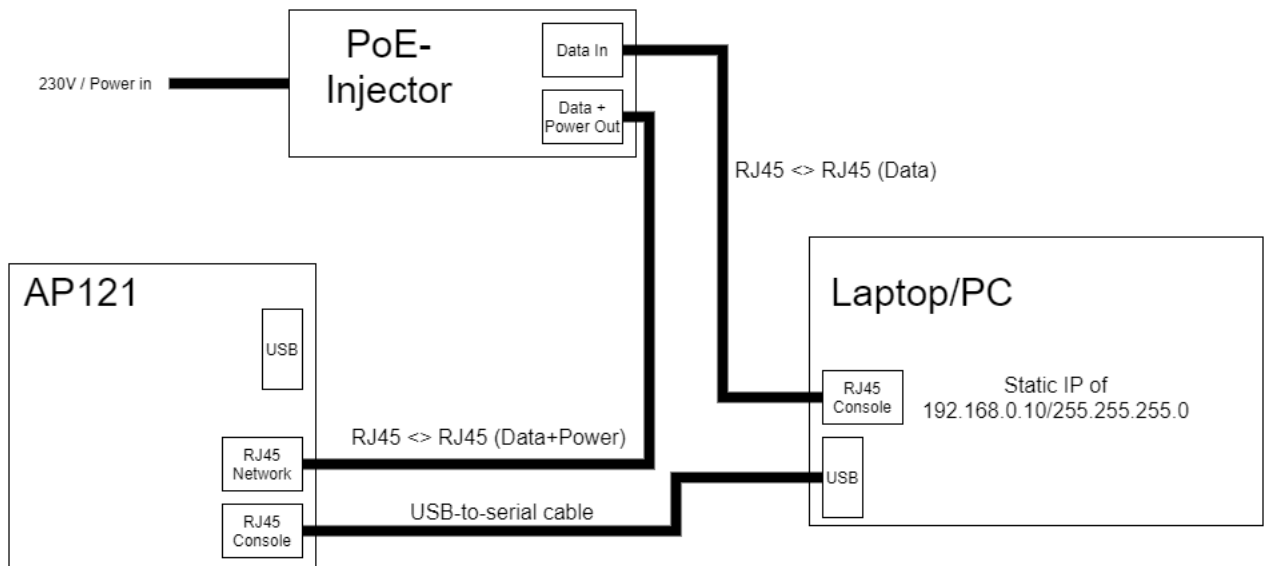 PoE-
Injector
Data In
Data +
Power Out
230V / Power in
RJ45 <> RJ45 (Data)
AP121
USB
RJ45
Network
RJ45
Console
RJ45 <> RJ45 (Data+Power)
USB-to-serial cable
Laptop/PC
RJ45
Console
Static IP of
192.168.0.10/255.255.255.0
USB